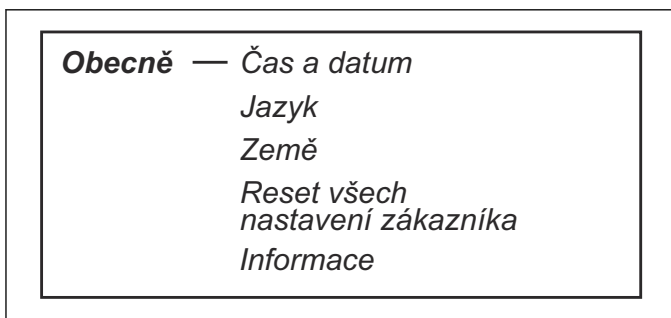 Obecně — Čas a datum
Jazyk
Země
Reset všech
nastavení zákazníka
Informace